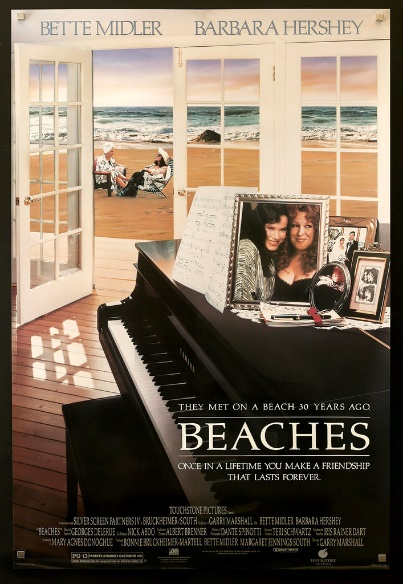 BETTE MIDLER BARBARA HERSHEY
THEY MET ON A BEACH 30 YEARS AGO.
BEACHES
ONCE IN A LIFETIME YOU MAKE A FRIENDSHIP
THAT LASTS FOREVER.
TOUCHSTONE PICTURES
SILVER SCREEN PARTNERS IV BRUCKHEIMER/SOUTH GARRY MARSHALL BETTE MIDLER BARBARA HERSHEY
"BEACHES" GEORGES DELERUE NICK ARDO ALBERT BRENNER DANTE SPINOTTI TERI SCHWARTZ IRIS RAINER DART
MARY AGNES DONOGHUE BONNIE BRUCKHEIMER-MARTELL BETTE MIDLER MARGARET JENNINGS SOUTH GARRY MARSHALL
PG-13
TOUCHSTONE